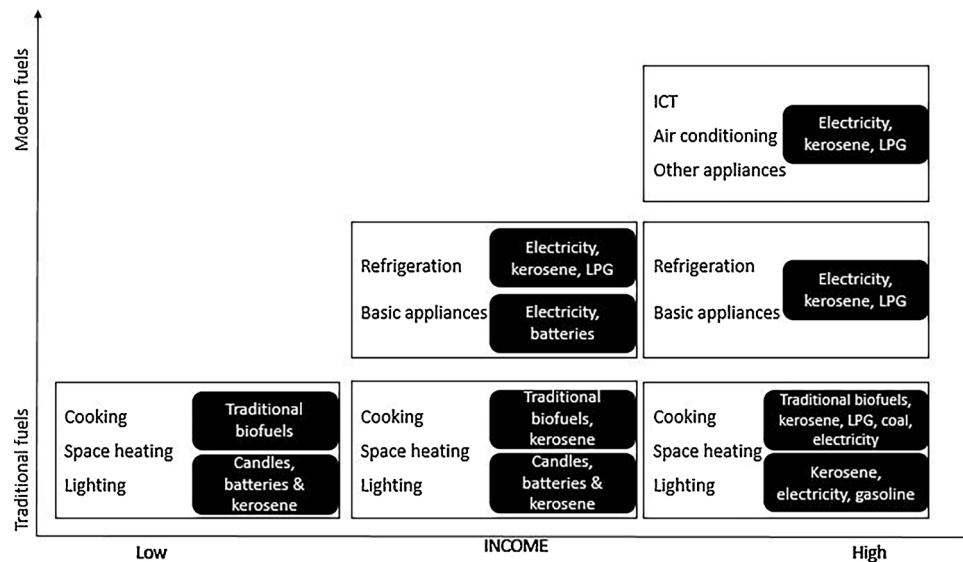 Modern fuels
ICT
Air conditioning
Other appliances
Electricity,
kerosene, LPG
Refrigeration
Basic appliances
Electricity,
kerosene, LPG
Electricity,
batteries
Refrigeration
Basic appliances
Electricity,
kerosene, LPG
Traditional fuels
Cooking
Space heating
Lighting
Traditional
biofuels
Candles,
batteries &
kerosene
Cooking
Space heating
Lighting
Traditional
biofuels,
kerosene
Candles,
batteries &
kerosene
Cooking
Space heating
Lighting
Traditional biofuels,
kerosene, LPG, coal,
electricity
Kerosene,
electricity, gasoline
Low
INCOME
High